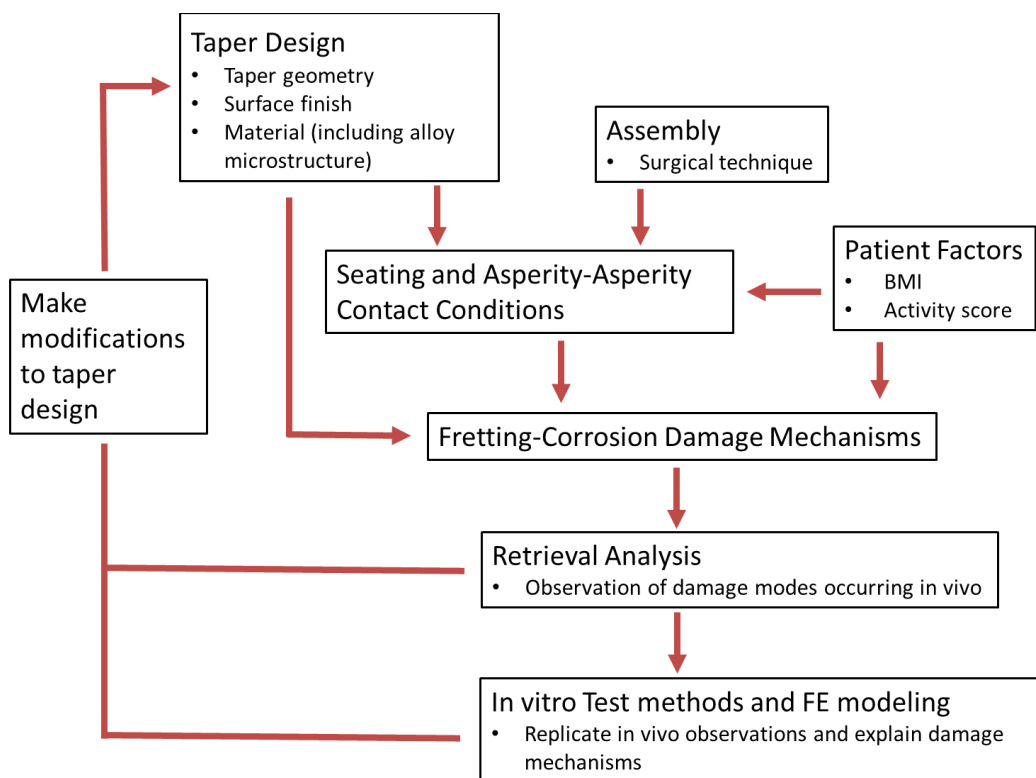 Taper Design
• Taper geometry
• Surface finish
• Material (including alloy
microstructure)
Assembly
• Surgical technique
Patient Factors
• BMI
• Activity score
Seating and Asperity-Asperity
Contact Conditions
Make
modifications
to taper
design
Fretting-Corrosion Damage Mechanisms
Retrieval Analysis
• Observation of damage modes occurring in vivo
In vitro Test methods and FE modeling
• Replicate in vivo observations and explain damage
mechanisms